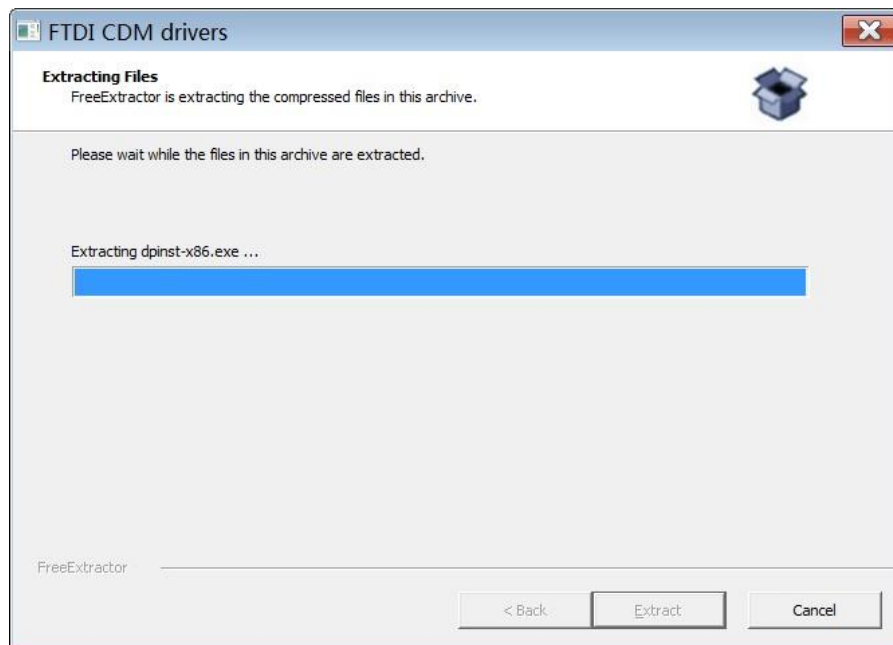 FTDI CDM drivers
Extracting Files
FreeExtractor is extracting the compressed files in this archive.
Please wait while the files in this archive are extracted.
Extracting dpinst-x86.exe ...
FreeExtractor
< Back
Extract
Cancel